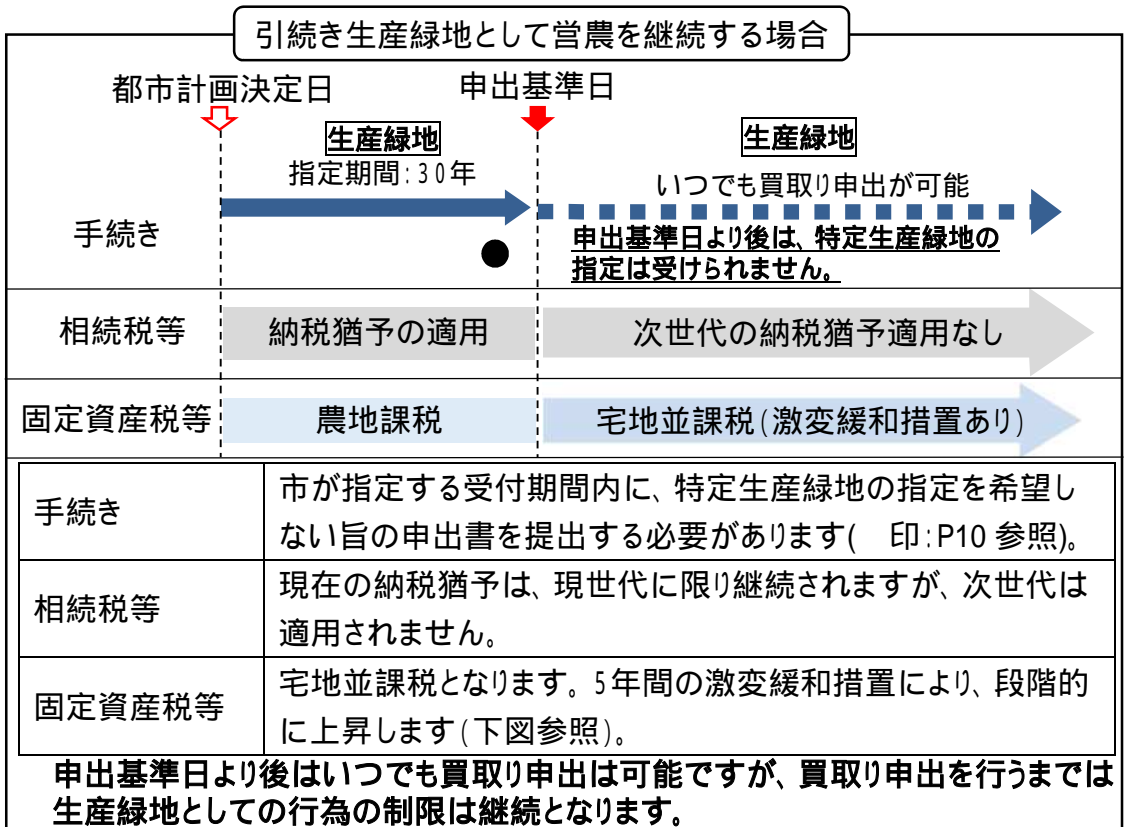 引続き生産緑地として営農を継続する場合
都市計画決定日
申出基準日
生産緑地
指定期間:30年
生産緑地
いつでも買取り申出が可能
手続き
申出基準日より後は、特定生産緑地の
指定は受けられません。
相続税等
納税猶予の適用
次世代の納税猶予適用なし
固定資産税等
農地課税
宅地並課税(激変緩和措置あり)
手続き
市が指定する受付期間内に、特定生産緑地の指定を希望し
ない旨の申出書を提出する必要があります(　印:P10 参照)。
相続税等
現在の納税猶予は、現世代に限り継続されますが、次世代は
適用されません。
固定資産税等
宅地並課税となります。5年間の激変緩和措置により、段階的
に上昇します(下図参照)。
申出基準日より後はいつでも買取り申出は可能ですが、買取り申出を行うまでは
生産緑地としての行為の制限は継続となります。